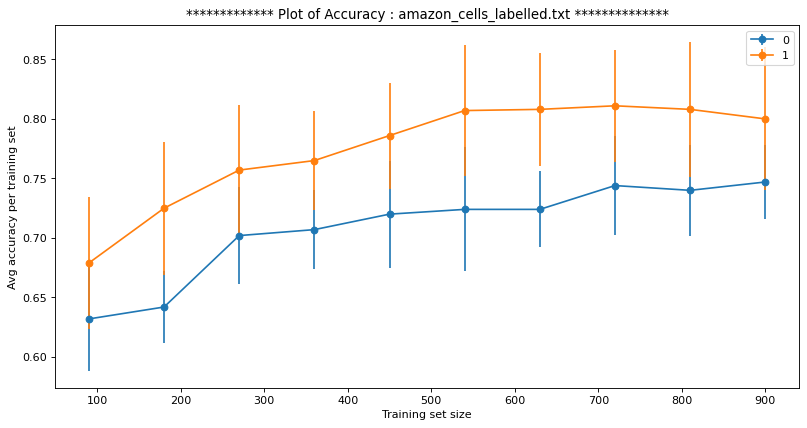 ************* Plot of Accuracy : amazon_cells_labelled.txt **************
0
1
Avg accuracy per training set
0.85
0.80
0.75
0.70
0.65
0.60
100 200 300 400 500 600 700 800 900
Training set size